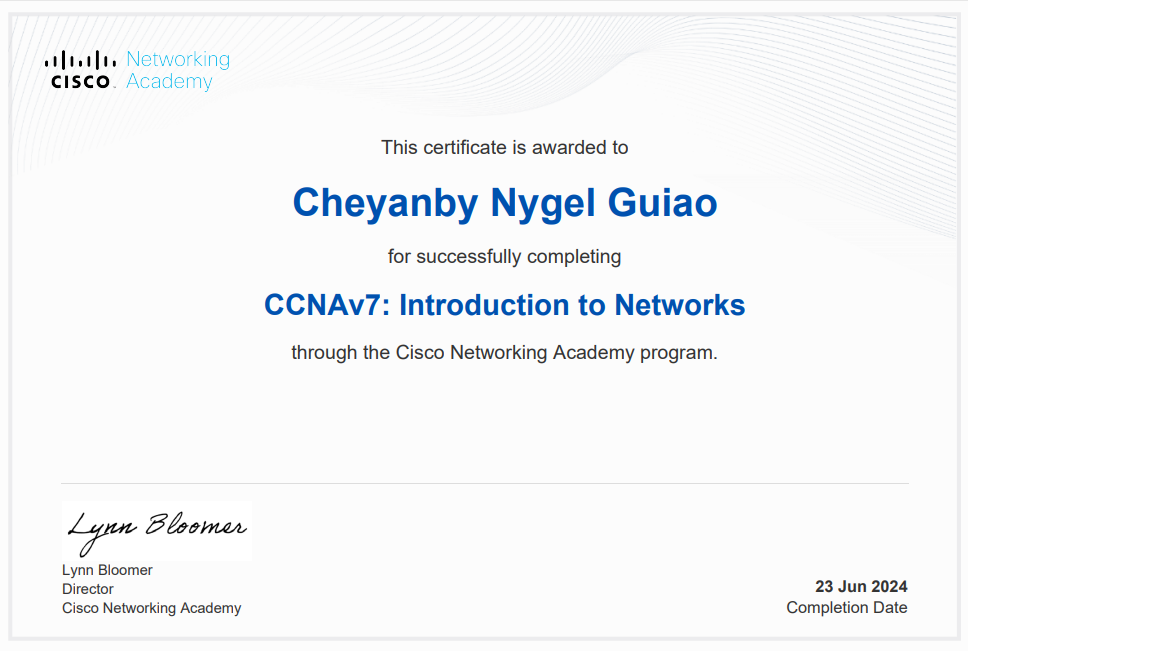 CISCO Networking
Academy
This certificate is awarded to
Cheyanby Nygel Guiao
for successfully completing
CCNAv7: Introduction to Networks
through the Cisco Networking Academy program.
Lynn Bloomer
Lynn Bloomer
Director
Cisco Networking Academy
23 Jun 2024
Completion Date